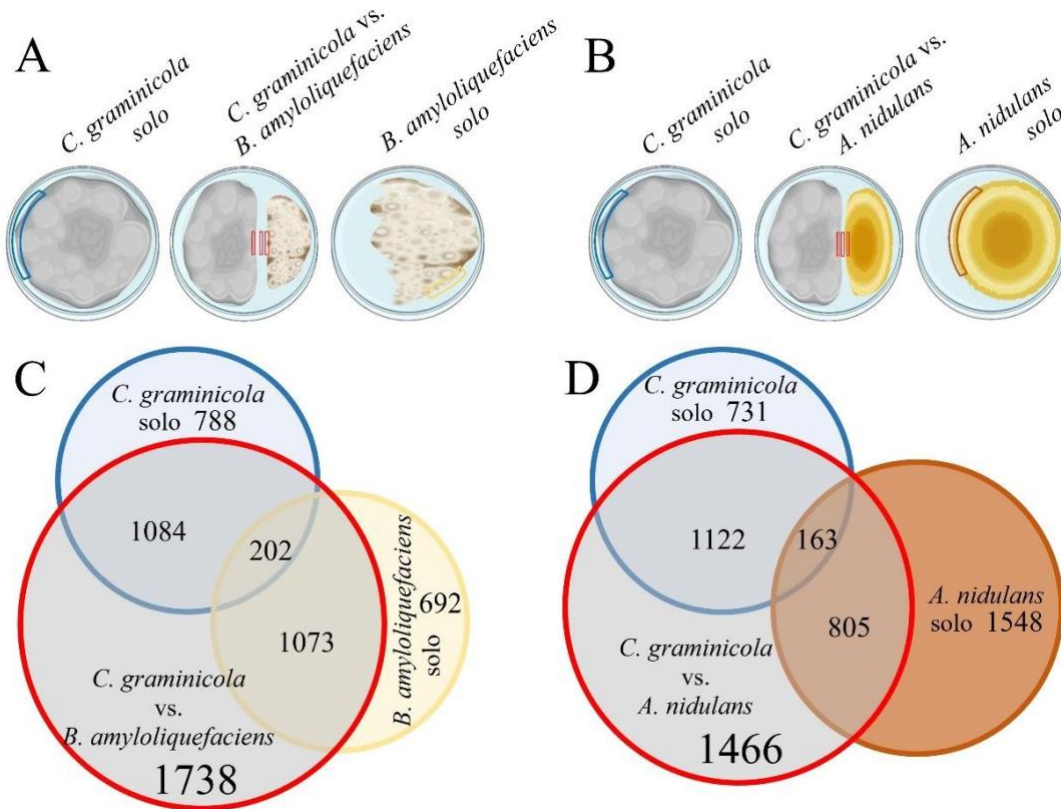 A
C. graminicola
solo
C. graminicola vs.
B. amyloliquefaciens
B. amyloliquefaciens
solo
B
C. graminicola
solo
C. graminicola vs.
A. nidulans
A. nidulans
solo
C
C. graminicola
solo 788
1084
202
1073
B. amyloliquefaciens
solo 692
C. graminicola
vs.
B. amyloliquefaciens
1738
D
C. graminicola
solo 731
1122
163
805
A. nidulans
solo 1548
C. graminicola
vs.
A. nidulans
1466